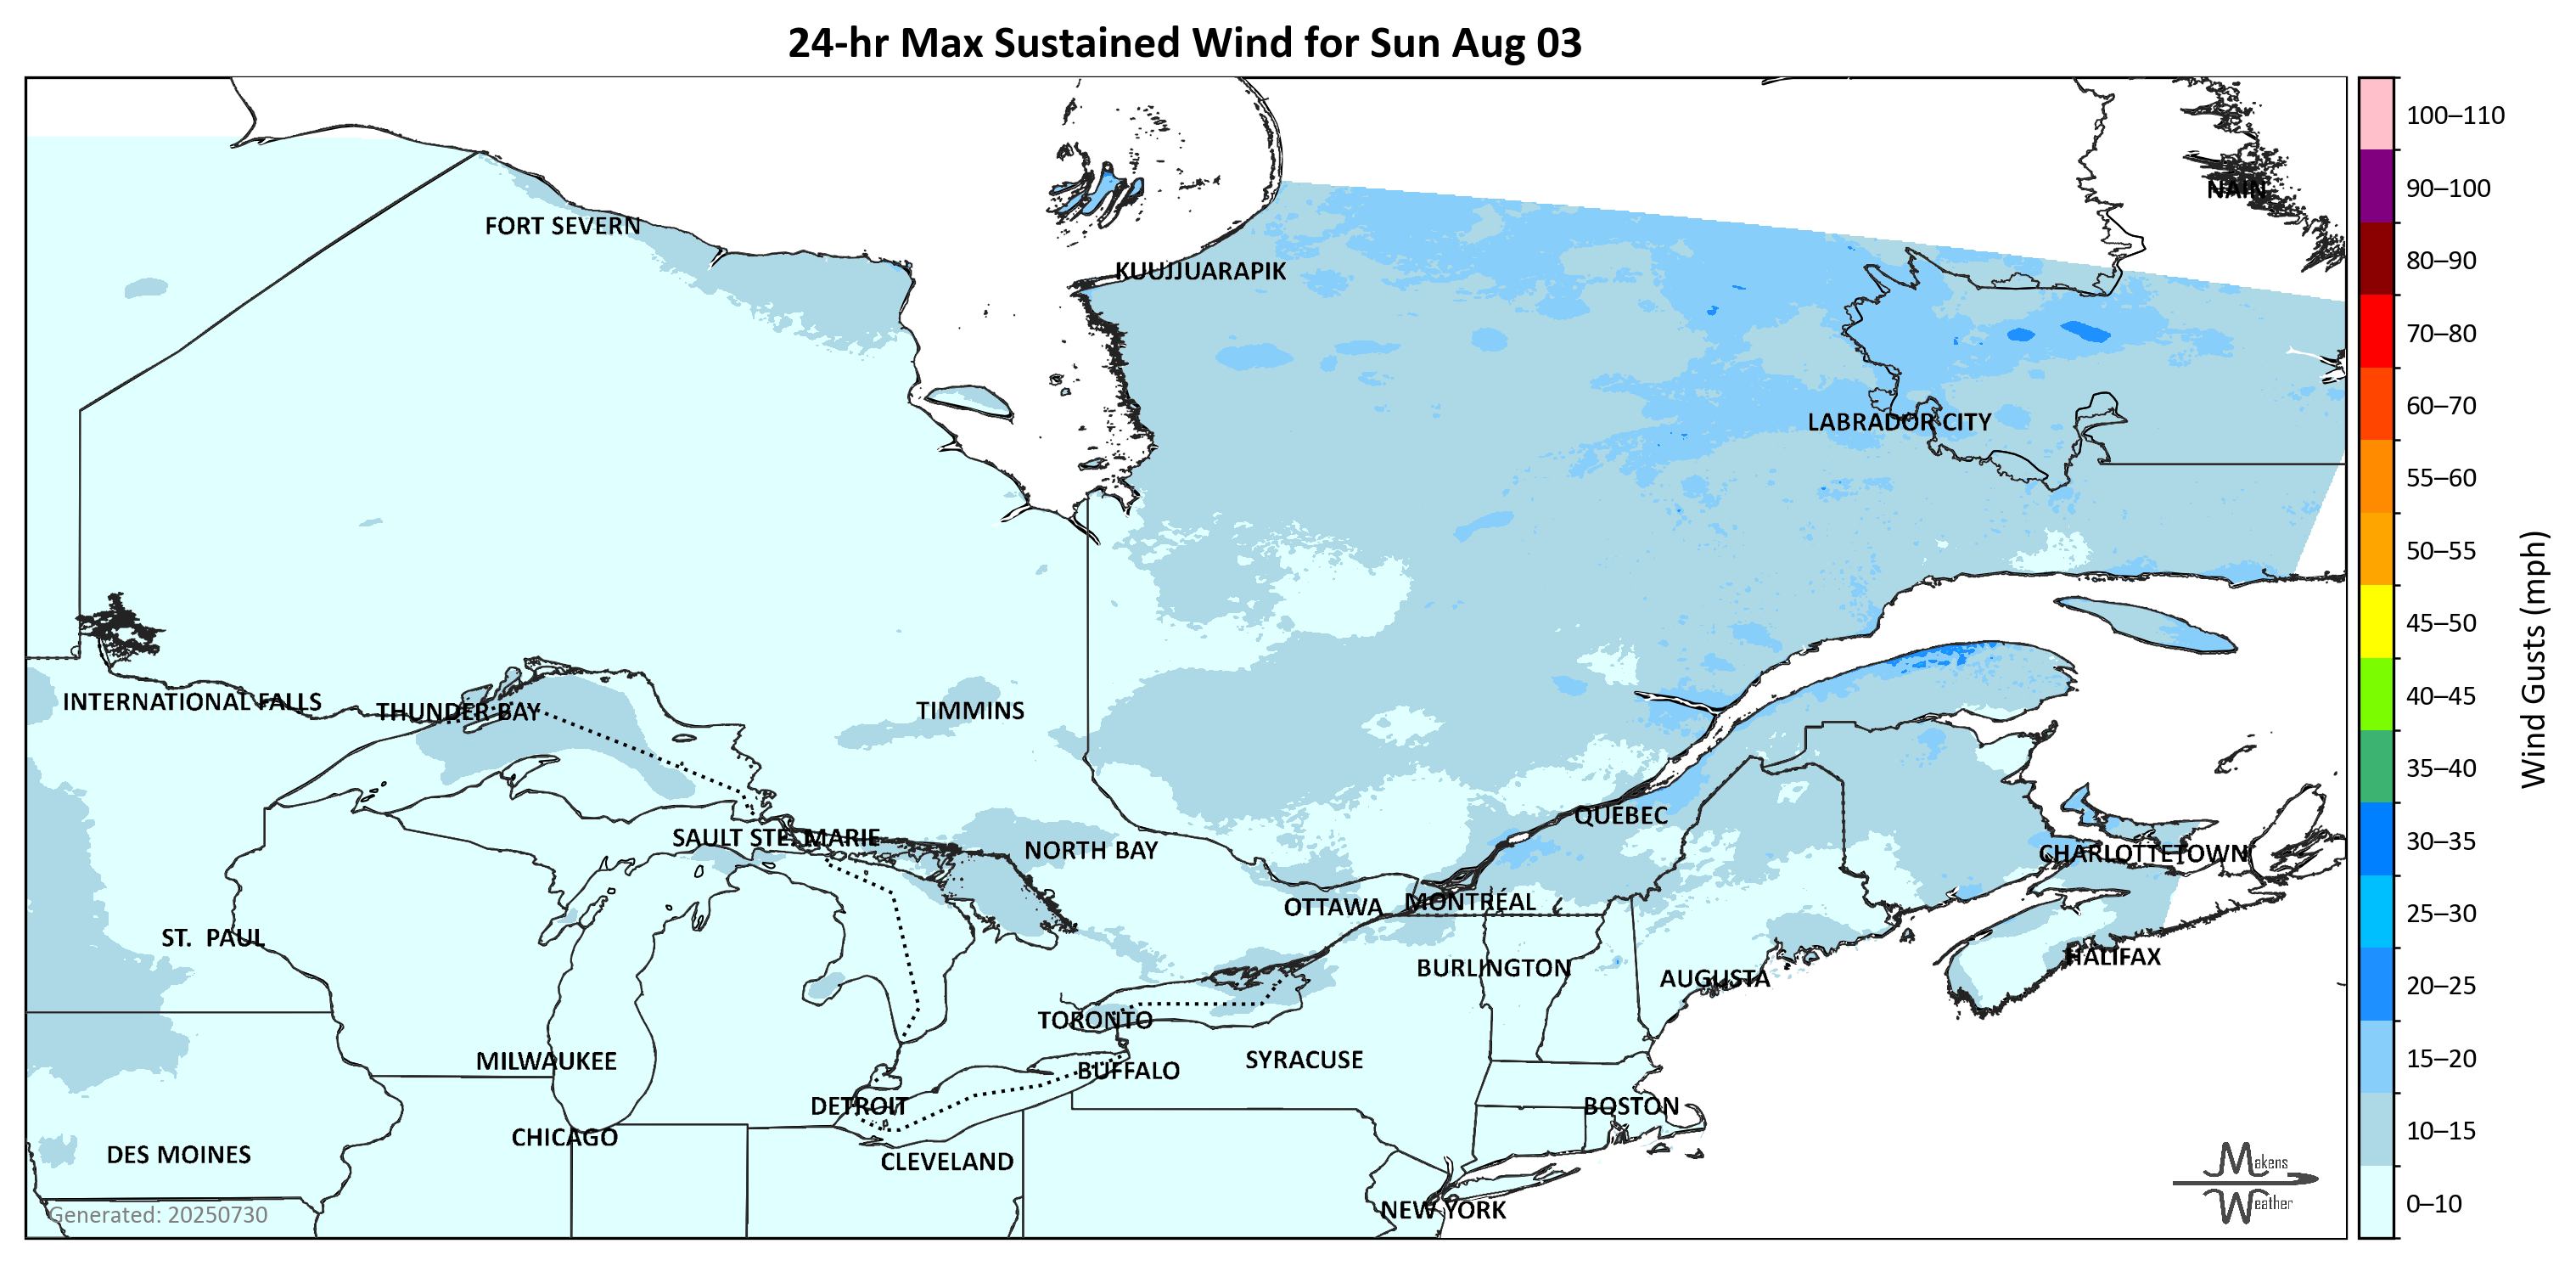 24-hr Max Sustained Wind for Sun Aug 03
100–110
90–100
80–90
70–80
60–70
55–60
50–55
45–50
40–45
35–40
30–35
25–30
20–25
15–20
10–15
0–10
Wind Gusts (mph)
NAIN
FORT SEVERN
KUUJJUARAPIK
LABRADOR CITY
INTERNATIONAL FALLS
THUNDER BAY
TIMMINS
QUÉBEC
SAULT STE. MARIE
NORTH BAY
CHARLOTTETOWN
OTTAWA
MONTRÉAL
ST. PAUL
BURLINGTON
AUGUSTA
HALIFAX
TORONTO
MILWAUKEE
BUFFALO
SYRACUSE
DETROIT
BOSTON
CHICAGO
DES MOINES
CLEVELAND
NEW YORK
Makens
Weather
Generated: 20250730